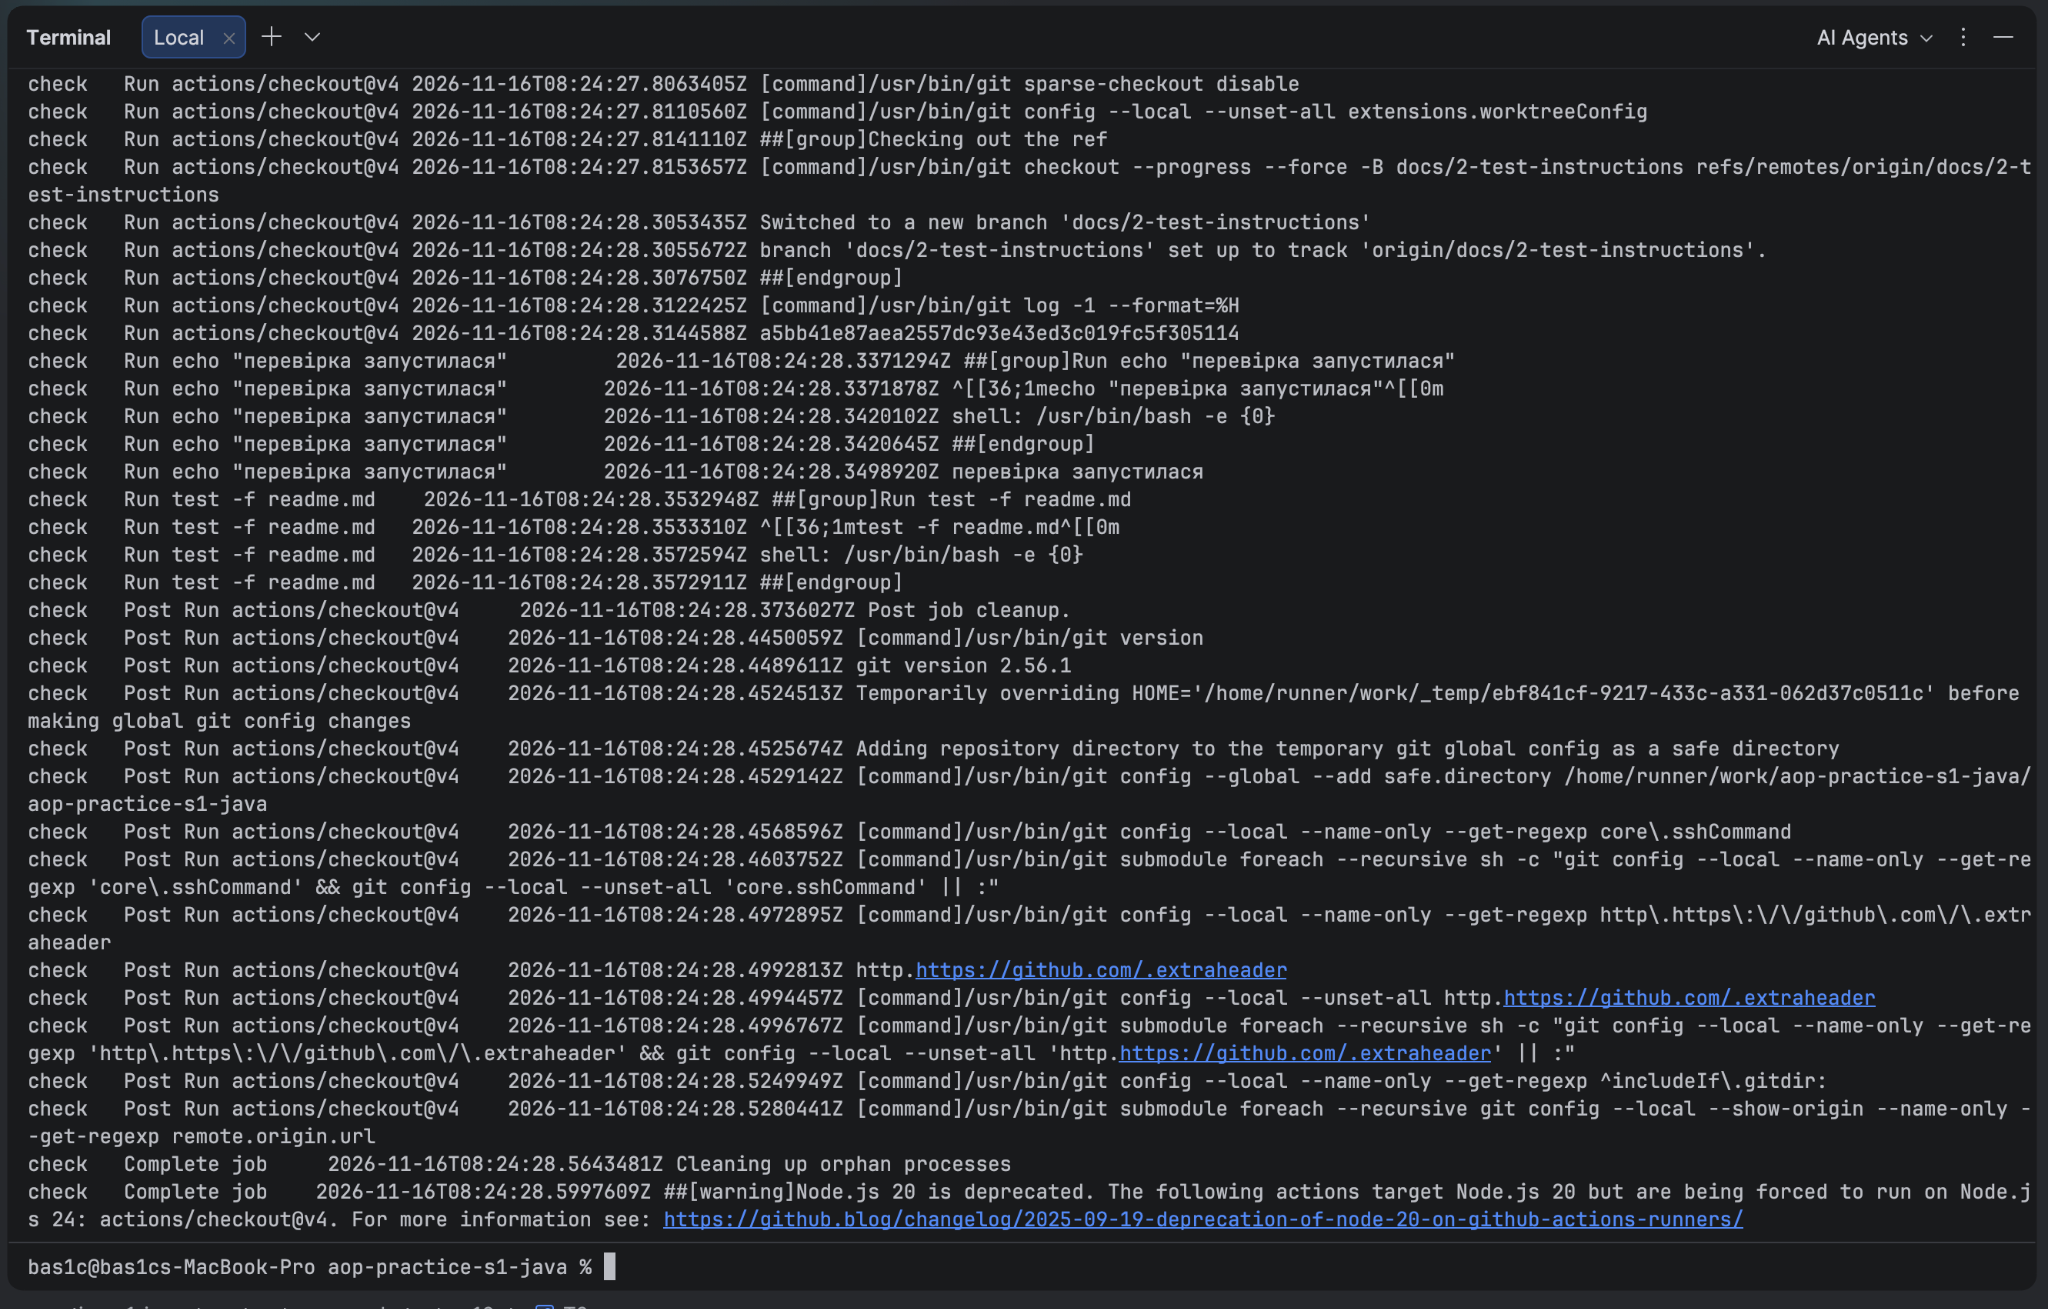 Terminal Local × + AI Agents
check   Run actions/checkout@v4 2026-11-16T08:24:27.8063405Z [command]/usr/bin/git sparse-checkout disable
check   Run actions/checkout@v4 2026-11-16T08:24:27.8110560Z [command]/usr/bin/git config --local --unset-all extensions.worktreeConfig
check   Run actions/checkout@v4 2026-11-16T08:24:27.8141110Z ##[group]Checking out the ref
check   Run actions/checkout@v4 2026-11-16T08:24:27.8153657Z [command]/usr/bin/git checkout --progress --force -B docs/2-test-instructions refs/remotes/origin/docs/2-t
est-instructions
check   Run actions/checkout@v4 2026-11-16T08:24:28.3053435Z Switched to a new branch 'docs/2-test-instructions'
check   Run actions/checkout@v4 2026-11-16T08:24:28.3055672Z branch 'docs/2-test-instructions' set up to track 'origin/docs/2-test-instructions'.
check   Run actions/checkout@v4 2026-11-16T08:24:28.3076750Z ##[endgroup]
check   Run actions/checkout@v4 2026-11-16T08:24:28.3122425Z [command]/usr/bin/git log -1 --format=%H
check   Run actions/checkout@v4 2026-11-16T08:24:28.3144588Z a5bb41e87aea2557dc93e43ed3c019fc5f305114
check   Run echo "перевірка запустилася"         2026-11-16T08:24:28.3371294Z ##[group]Run echo "перевірка запустилася"
check   Run echo "перевірка запустилася"        2026-11-16T08:24:28.3371878Z ^[[36;1mecho "перевірка запустилася"^[[0m
check   Run echo "перевірка запустилася"        2026-11-16T08:24:28.3420102Z shell: /usr/bin/bash -e {0}
check   Run echo "перевірка запустилася"        2026-11-16T08:24:28.3420645Z ##[endgroup]
check   Run echo "перевірка запустилася"        2026-11-16T08:24:28.3498920Z перевірка запустилася
check   Run test -f readme.md    2026-11-16T08:24:28.3532948Z ##[group]Run test -f readme.md
check   Run test -f readme.md   2026-11-16T08:24:28.3533310Z ^[[36;1mtest -f readme.md^[[0m
check   Run test -f readme.md   2026-11-16T08:24:28.3572594Z shell: /usr/bin/bash -e {0}
check   Run test -f readme.md   2026-11-16T08:24:28.3572911Z ##[endgroup]
check   Post Run actions/checkout@v4     2026-11-16T08:24:28.3736027Z Post job cleanup.
check   Post Run actions/checkout@v4    2026-11-16T08:24:28.4450059Z [command]/usr/bin/git version
check   Post Run actions/checkout@v4    2026-11-16T08:24:28.4489611Z git version 2.56.1
check   Post Run actions/checkout@v4    2026-11-16T08:24:28.4524513Z Temporarily overriding HOME='/home/runner/work/_temp/ebf841cf-9217-433c-a331-062d37c0511c' before
making global git config changes
check   Post Run actions/checkout@v4    2026-11-16T08:24:28.4525674Z Adding repository directory to the temporary git global config as a safe directory
check   Post Run actions/checkout@v4    2026-11-16T08:24:28.4529142Z [command]/usr/bin/git config --global --add safe.directory /home/runner/work/aop-practice-s1-java/
aop-practice-s1-java
check   Post Run actions/checkout@v4    2026-11-16T08:24:28.4568596Z [command]/usr/bin/git config --local --name-only --get-regexp core\.sshCommand
check   Post Run actions/checkout@v4    2026-11-16T08:24:28.4603752Z [command]/usr/bin/git submodule foreach --recursive sh -c "git config --local --name-only --get-re
gexp 'core\.sshCommand' && git config --local --unset-all 'core.sshCommand' || :"
check   Post Run actions/checkout@v4    2026-11-16T08:24:28.4972895Z [command]/usr/bin/git config --local --name-only --get-regexp http\.https\:\/\/github\.com\/\.extr
aheader
check   Post Run actions/checkout@v4    2026-11-16T08:24:28.4992813Z http.https://github.com/.extraheader
check   Post Run actions/checkout@v4    2026-11-16T08:24:28.4994457Z [command]/usr/bin/git config --local --unset-all http.https://github.com/.extraheader
check   Post Run actions/checkout@v4    2026-11-16T08:24:28.4996767Z [command]/usr/bin/git submodule foreach --recursive sh -c "git config --local --name-only --get-re
gexp 'http\.https\:\/\/github\.com\/\.extraheader' && git config --local --unset-all 'http.https://github.com/.extraheader' || :"
check   Post Run actions/checkout@v4    2026-11-16T08:24:28.5249949Z [command]/usr/bin/git config --local --name-only --get-regexp ^includeIf\.gitdir:
check   Post Run actions/checkout@v4    2026-11-16T08:24:28.5280441Z [command]/usr/bin/git submodule foreach --recursive git config --local --show-origin --name-only -
-get-regexp remote.origin.url
check   Complete job     2026-11-16T08:24:28.5643481Z Cleaning up orphan processes
check   Complete job    2026-11-16T08:24:28.5997609Z ##[warning]Node.js 20 is deprecated. The following actions target Node.js 20 but are being forced to run on Node.j
s 24: actions/checkout@v4. For more information see: https://github.blog/changelog/2025-09-19-deprecation-of-node-20-on-github-actions-runners/
bas1c@bas1cs-MacBook-Pro aop-practice-s1-java %